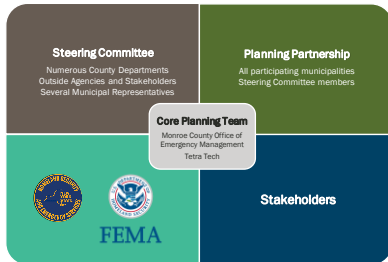 Steering Committee
Numerous County Departments
Outside Agencies and Stakeholders
Several Municipal Representatives
Planning Partnership
All participating municipalities
Steering Committee members
Core Planning Team
Monroe County Office of
Emergency Management
Tetra Tech
FEMA
Stakeholders